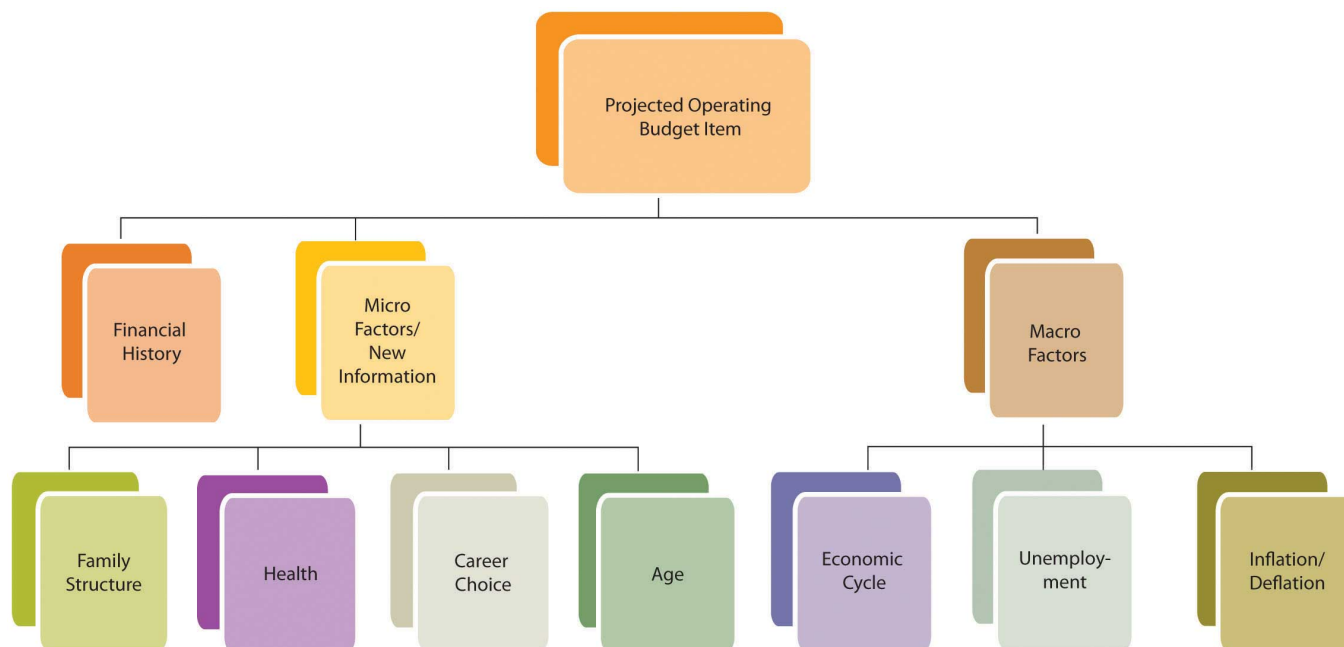 Projected Operating
Budget Item
Financial
History
Micro
Factors/
New
Information
Macro
Factors
Family
Structure
Health
Career
Choice
Age
Economic
Cycle
Unemploy-
ment
Inflation/
Deflation